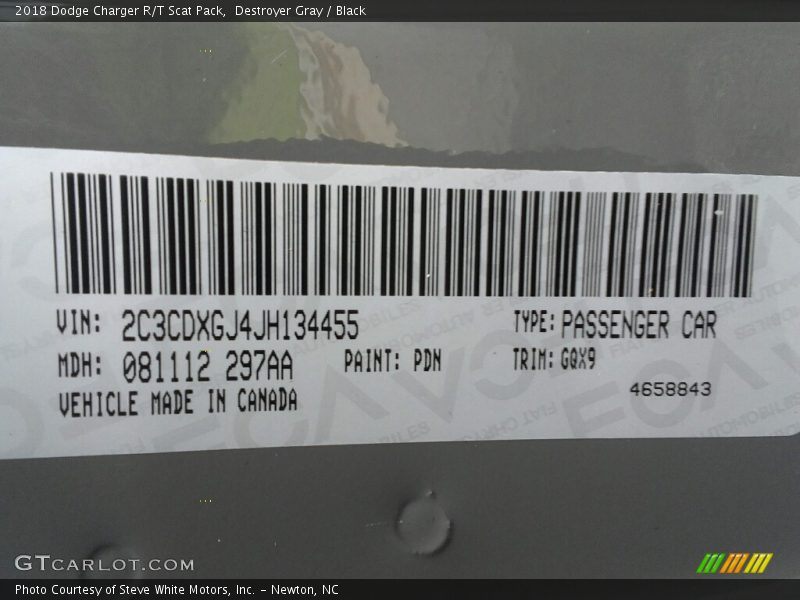 2018 Dodge Charger R/T Scat Pack, Destroyer Gray / Black
VIN: 2C3CDXGJ4JH134455 TYPE: PASSENGER CAR
MDH: 081112 297AA PAINT: PDN TRIM: GQX9
VEHICLE MADE IN CANADA
4658843
GTCARLOT.COM
Photo Courtesy of Steve White Motors, Inc. – Newton, NC